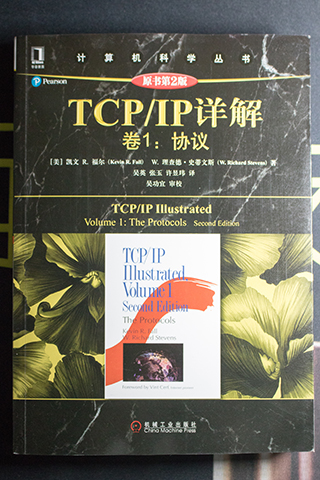 计算机科学丛书
Pearson
原书第2版
TCP/IP详解
卷1：协议
[美] 凯文 R. 福尔 (Kevin R. Fall) W. 理查德·史蒂文斯 (W. Richard Stevens) 著
吴英 张玉 许昱玮 译
吴功宜 审校
TCP/IP Illustrated
Volume 1: The Protocols Second Edition
TCP/IP
Illustrated
Volume 1
Second Edition
The Protocols
Kevin R. Fall
W. Richard Stevens
Foreword by Vint Cerf
机械工业出版社
China Machine Press